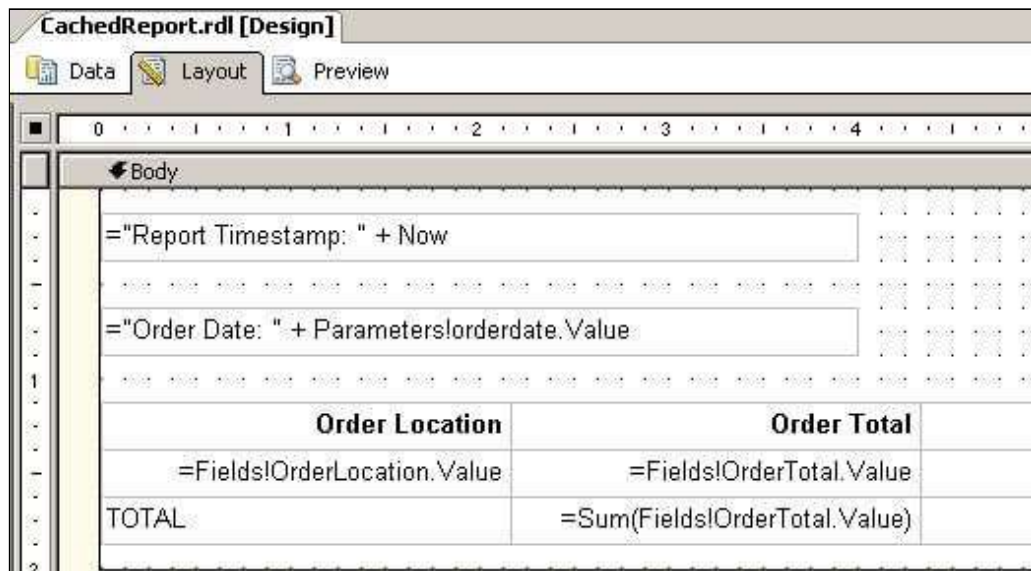 CachedReport.rdl [Design]
Data Layout Preview
0 1 2 3 4
Body
="Report Timestamp: " + Now
="Order Date: " + Parameters!orderdate.Value
1
Order Location Order Total
=Fields!OrderLocation.Value =Fields!OrderTotal.Value
TOTAL =Sum(Fields!OrderTotal.Value)
2